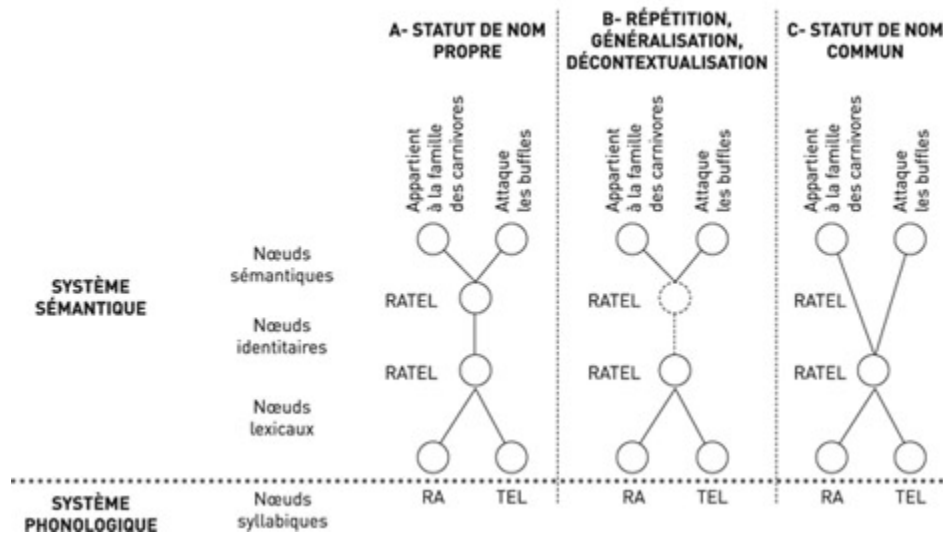 A- STATUT DE NOM
PROPRE
B- RÉPÉTITION,
GÉNÉRALISATION,
DÉCONTEXTUALISATION
C- STATUT DE NOM
COMMUN
Appartient
à la famille
des carnivores
Attaque
les buffles
Appartient
à la famille
des carnivores
Attaque
les buffles
Appartient
à la famille
des carnivores
Attaque
les buffles
SYSTÈME
SÉMANTIQUE
Nœuds
sémantiques
RATEL
RATEL
RATEL
Nœuds
identitaires
RATEL
RATEL
RATEL
Nœuds
lexicaux
SYSTÈME
PHONOLOGIQUE
Nœuds
syllabiques
RA TEL
RA TEL
RA TEL